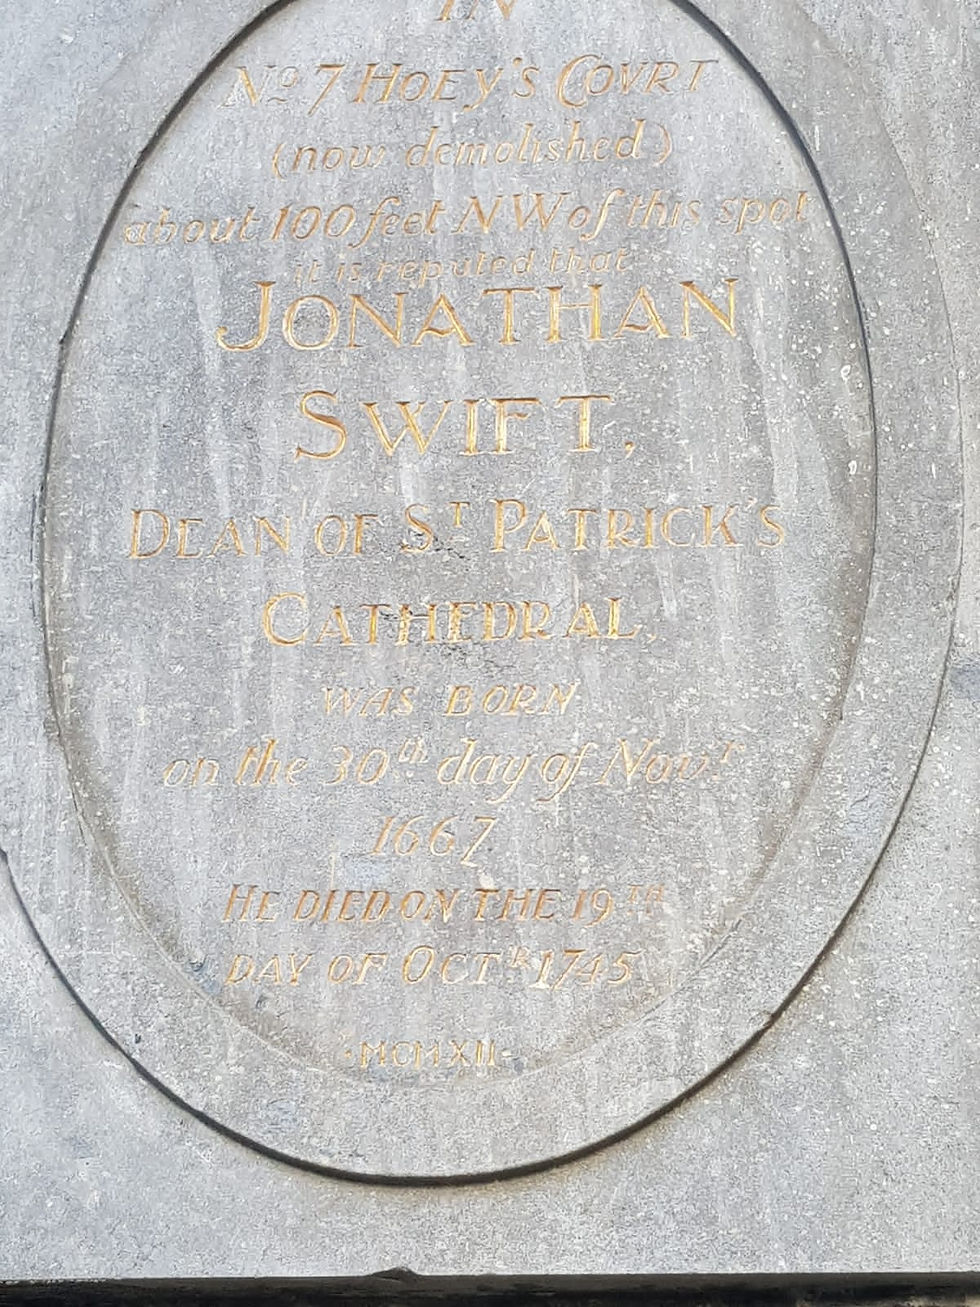 IN
No 7 HOEY'S COVRT
(now demolished)
about 100 feet NW of this spot
it is reputed that
JONATHAN
SWIFT,
DEAN OF ST PATRICK'S
CATHEDRAL,
WAS BORN
on the 30th day of Novr
1667
HE DIED ON THE 19TH
DAY OF OCTR 1745
·MCMXII·